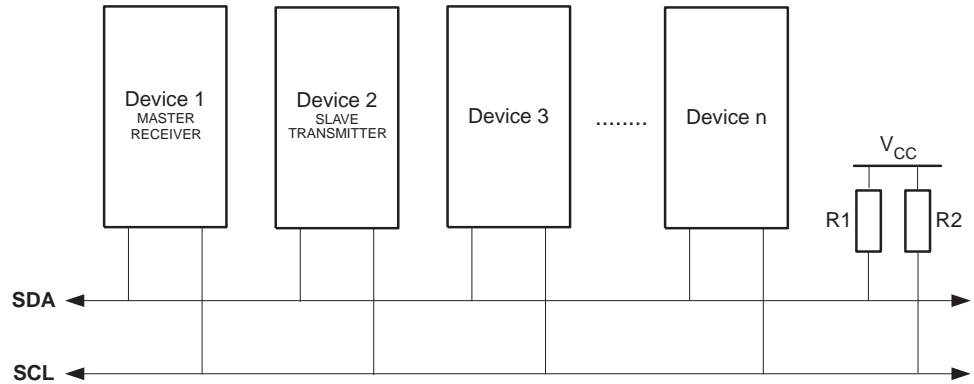 Device 1
MASTER
RECEIVER
Device 2
SLAVE
TRANSMITTER
Device 3
........
Device n
VCC
R1
R2
SDA
SCL